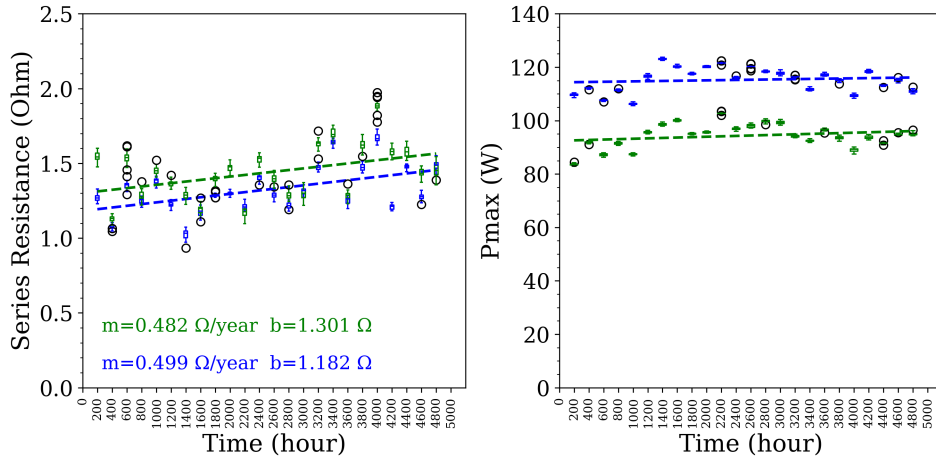 2.5
2.0
1.5
1.0
0.5
0.0
Series Resistance (Ohm)
m=0.482 Ω/year b=1.301 Ω
m=0.499 Ω/year b=1.182 Ω
0 200 400 600 800 1000 1200 1400 1600 1800 2000 2200 2400 2600 2800 3000 3200 3400 3600 3800 4000 4200 4400 4600 4800 5000
Time (hour)
140
120
100
80
60
40
20
0
Pmax (W)
0 200 400 600 800 1000 1200 1400 1600 1800 2000 2200 2400 2600 2800 3000 3200 3400 3600 3800 4000 4200 4400 4600 4800 5000
Time (hour)